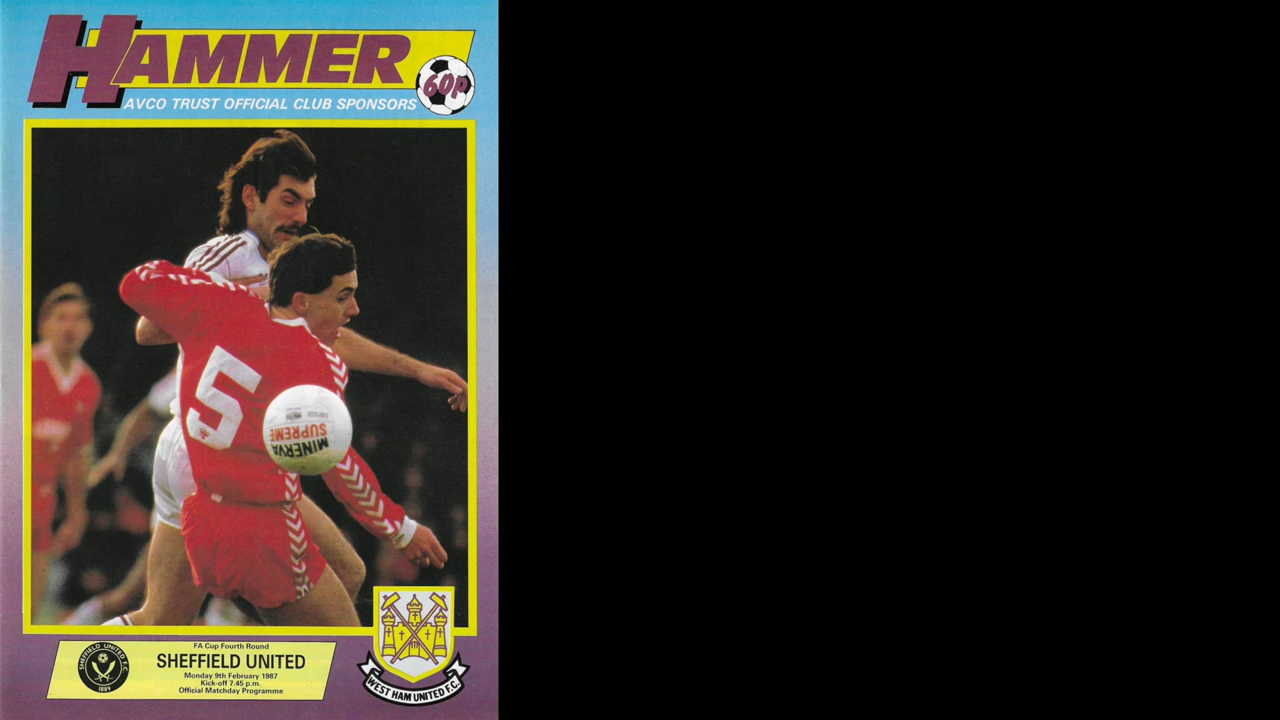 HAMMER
60p
AVCO TRUST OFFICIAL CLUB SPONSORS
5
SUPREME
MINERVA
SHEFFIELD UNITED F.C.
1889
FA Cup Fourth Round
SHEFFIELD UNITED
Monday 9th February 1987
Kick-off 7.45 p.m.
Official Matchday Programme
WEST HAM UNITED F.C.